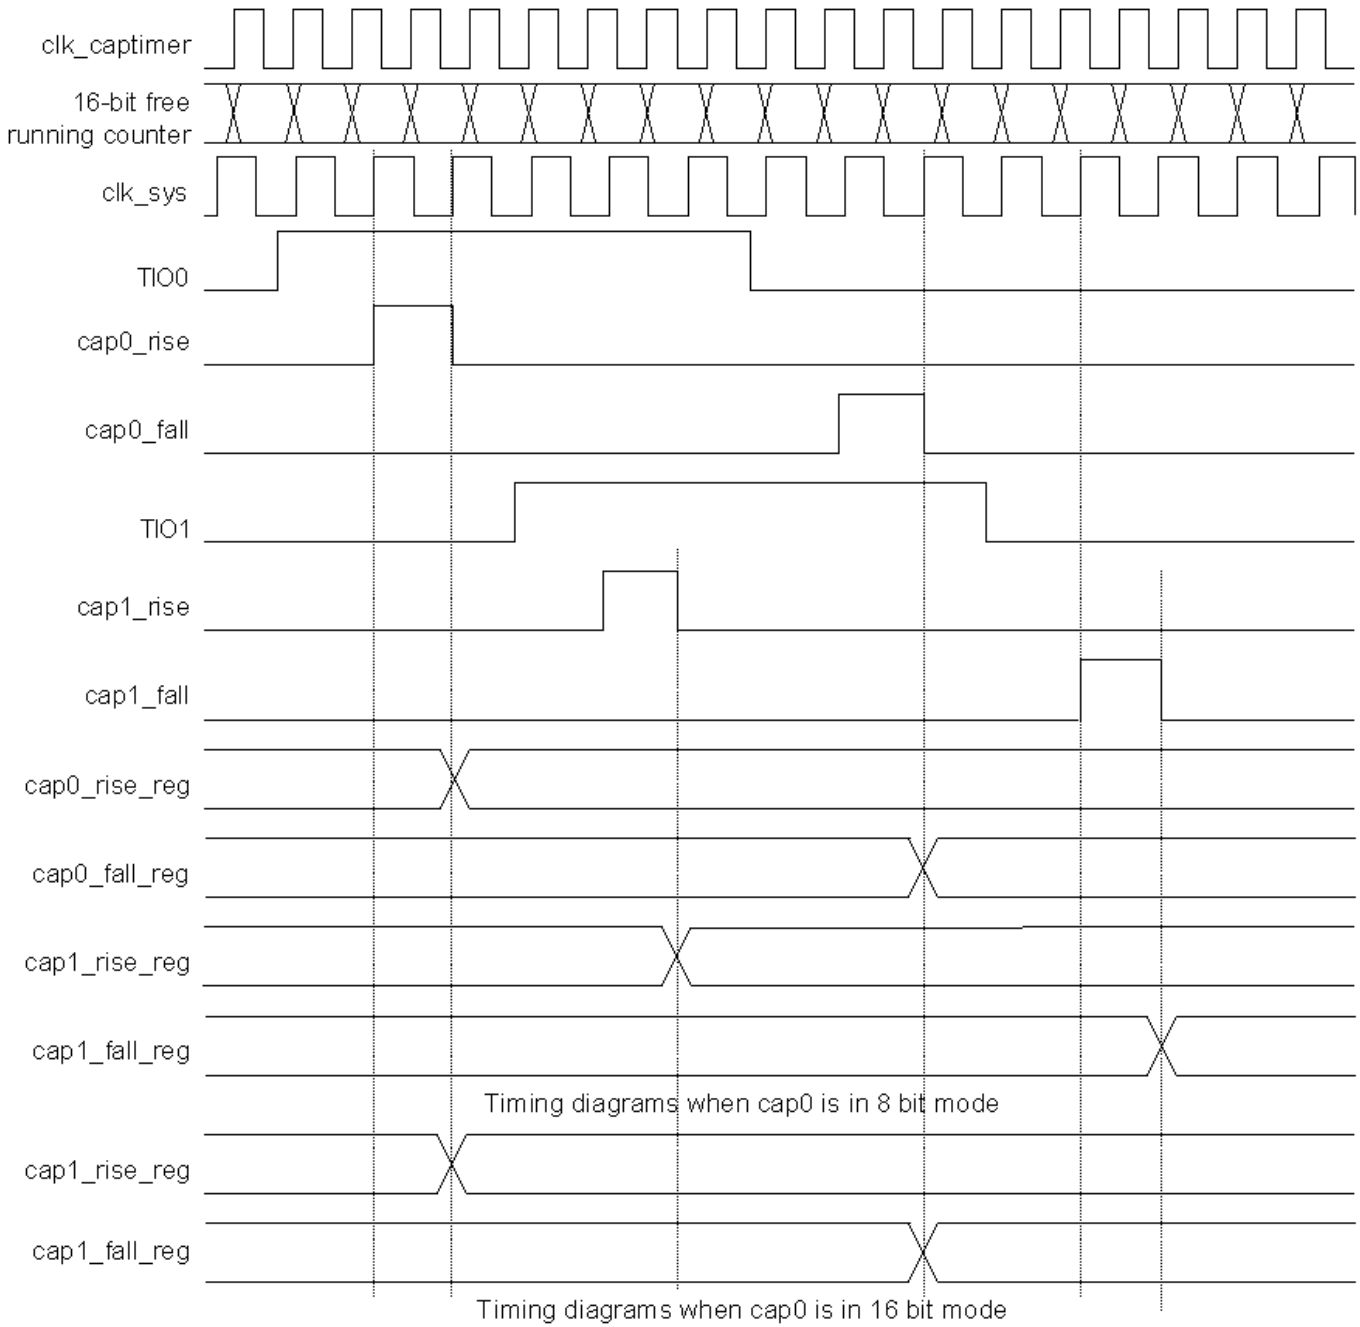 clk_captimer
16-bit free
running counter
clk_sys
TIO0
cap0_rise
cap0_fall
TIO1
cap1_rise
cap1_fall
cap0_rise_reg
cap0_fall_reg
cap1_rise_reg
cap1_fall_reg
Timing diagrams when cap0 is in 8 bit mode
cap1_rise_reg
cap1_fall_reg
Timing diagrams when cap0 is in 16 bit mode